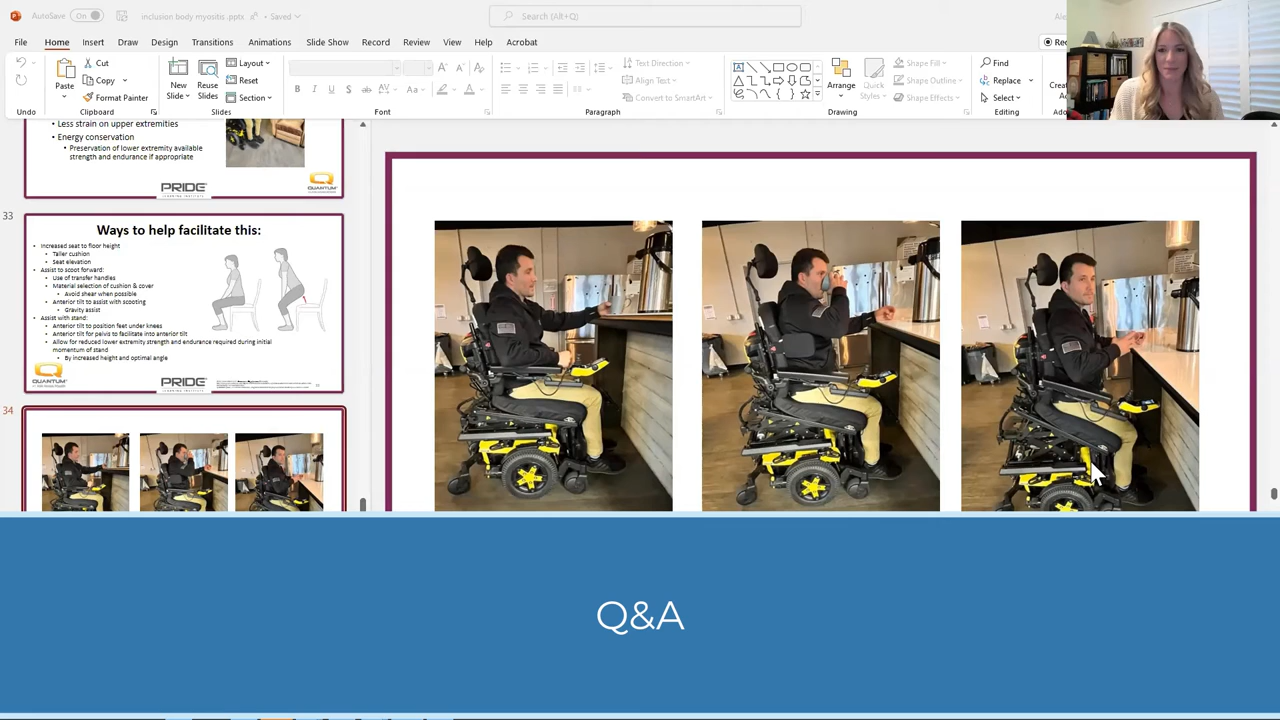 AutoSave On inclusion body myositis .pptx • Saved Search (Alt+Q)
File Home Insert Draw Design Transitions Animations Slide Show Record Review View Help Acrobat
Paste
Cut
Copy
Format Painter
New Slide
Reuse Slides
Layout
Reset
Section
Text Direction
Align Text
Convert to SmartArt
Arrange
Quick Styles
Shape Fill
Shape Outline
Shape Effects
Find
Replace
Select
Undo Clipboard Slides Font Paragraph Drawing Editing
• Less strain on upper extremities
• Energy conservation
• Preservation of lower extremity available
strength and endurance if appropriate
PRIDE
QUANTUM
33
Ways to help facilitate this:
• Increased seat to floor height
• Taller cushion
• Seat elevation
• Assist to scoot forward:
• Use of transfer handles
• Material selection of cushion & cover
• Avoid shear when possible
• Anterior tilt to assist with scooting
• Gravity assist
• Assist with stand:
• Anterior tilt to position feet under knees
• Anterior tilt for pelvis to facilitate into anterior tilt
• Allow for reduced lower extremity strength and endurance required during initial
momentum of stand
• By increased height and optimal angle
QUANTUM
PRIDE
34
Q&A